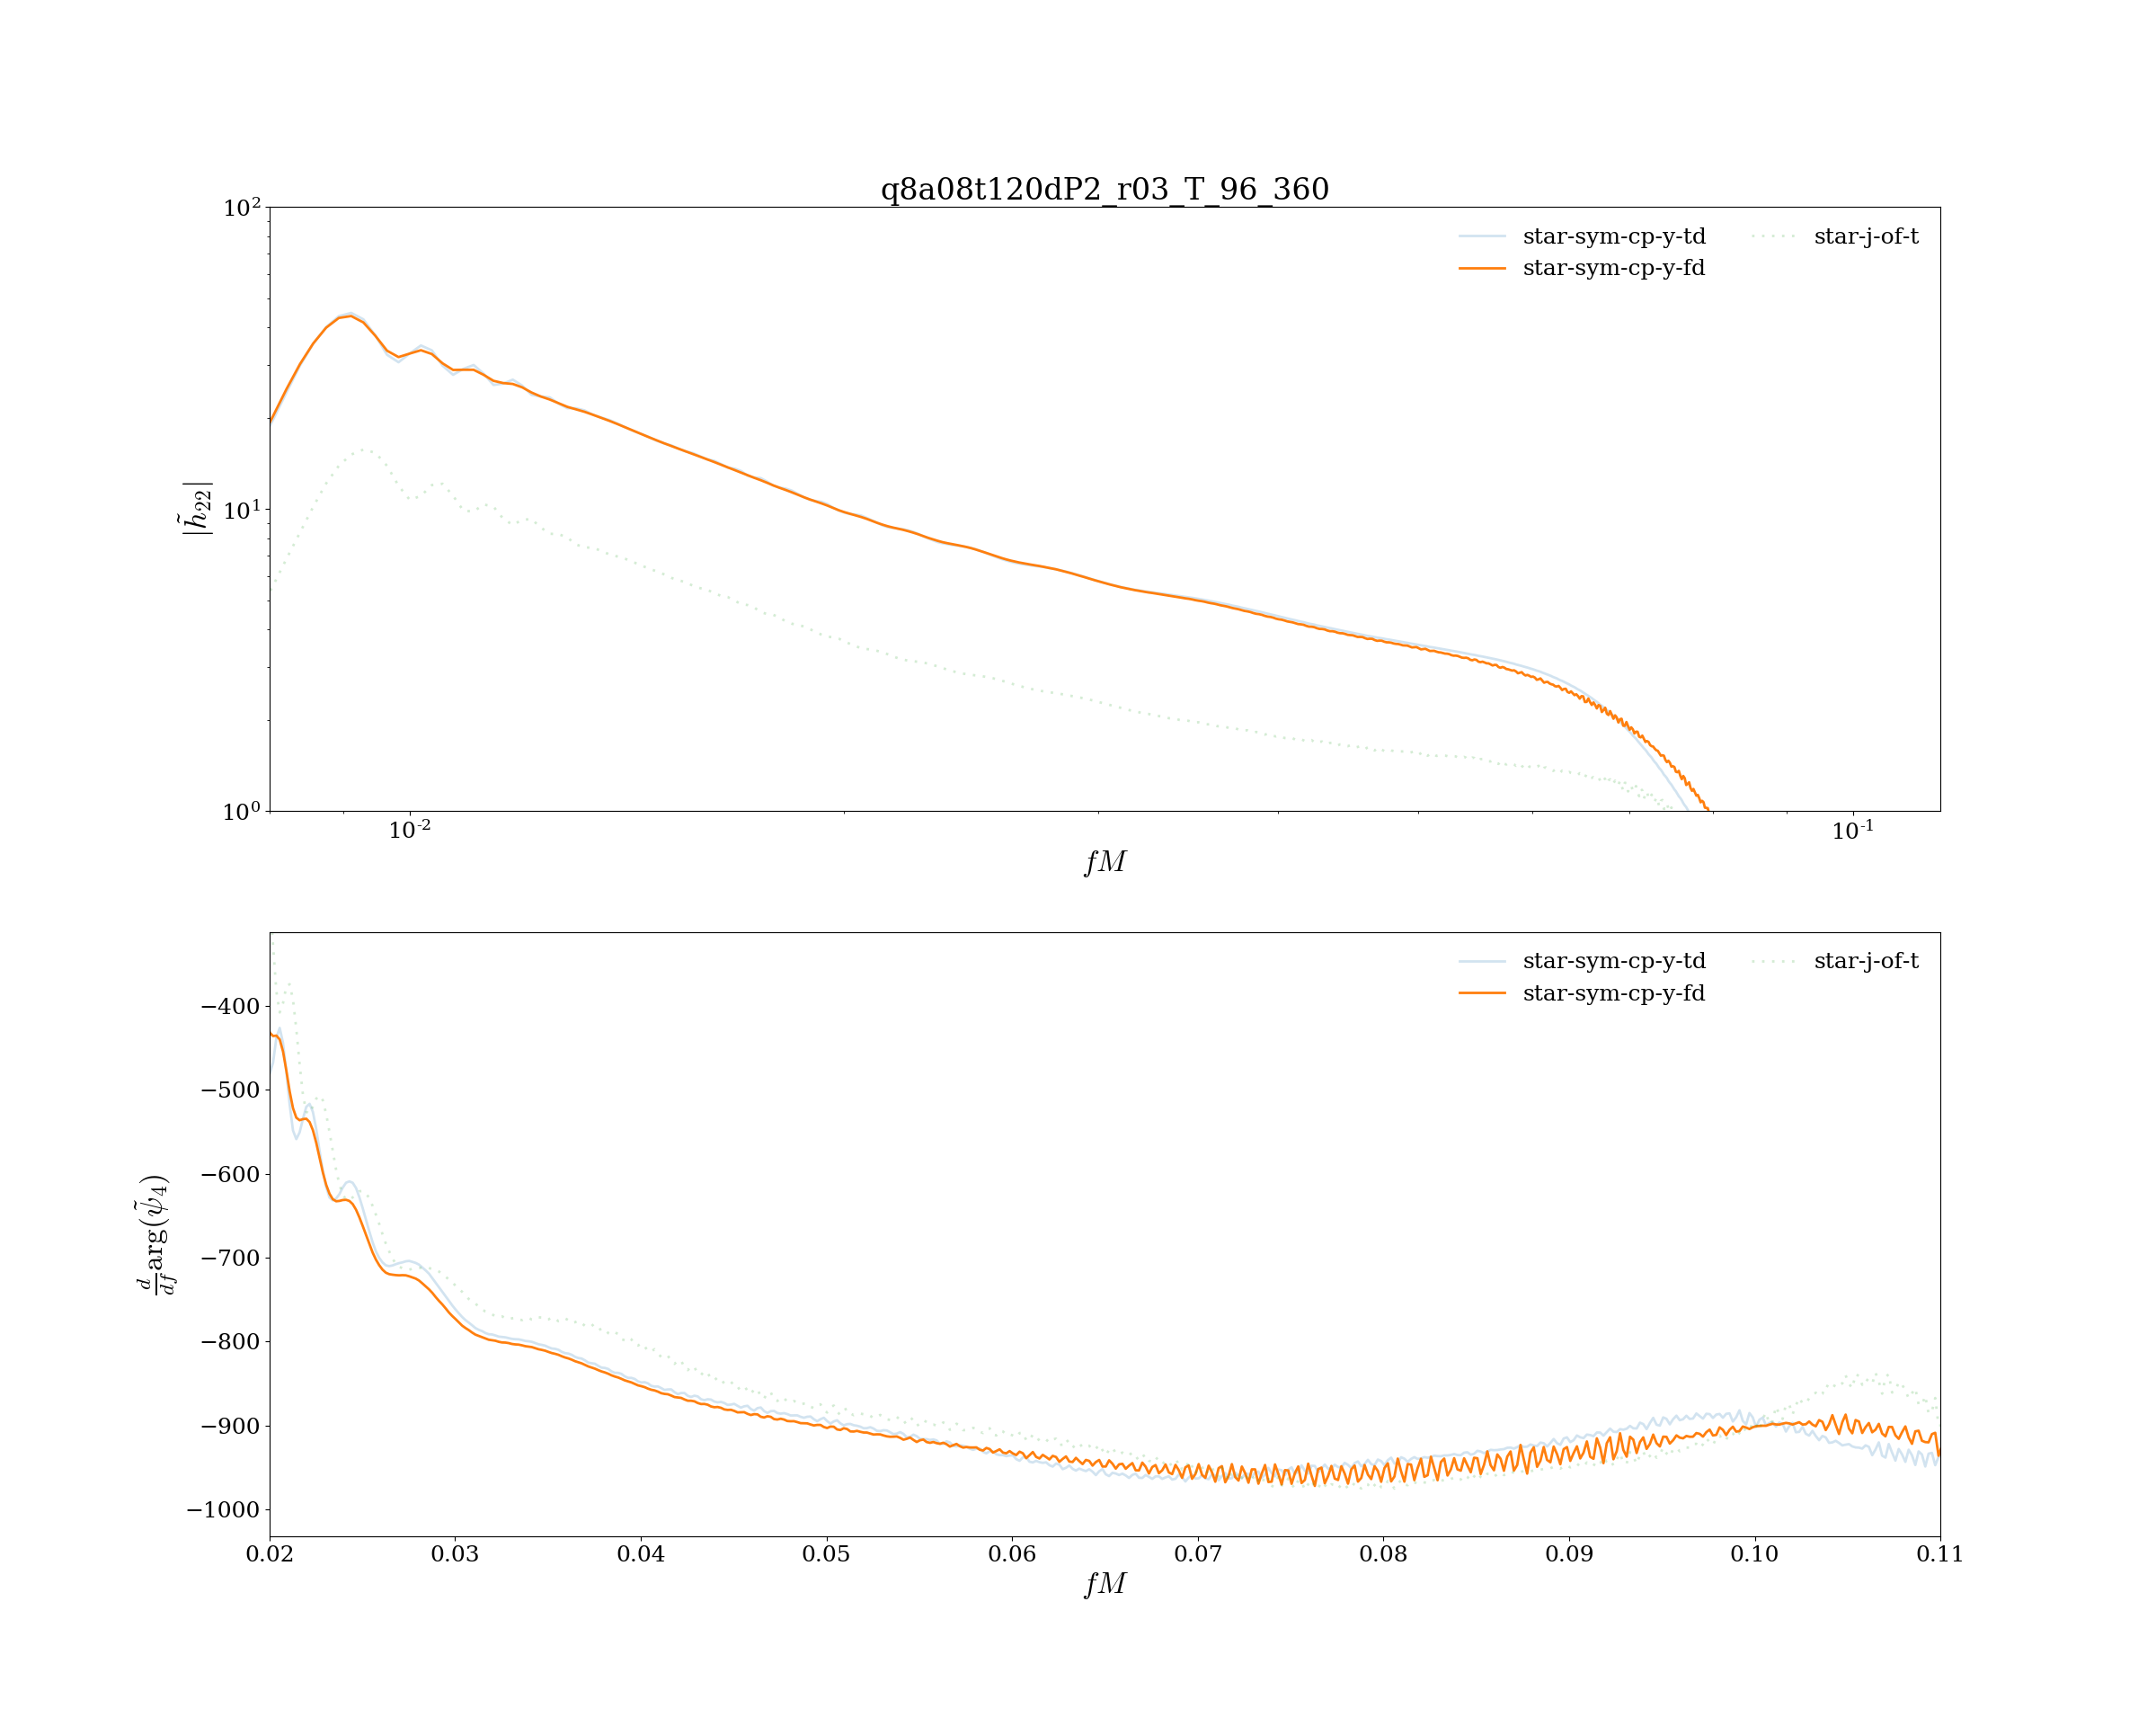 q8a08t120dP2_r03_T_96_360
10²
10¹
10⁰
|h̃₂₂|
star-sym-cp-y-td
star-sym-cp-y-fd
star-j-of-t
10⁻²
10⁻¹
fM
−400
−500
−600
−700
−800
−900
−1000
d/df arg(ψ̃₄)
star-sym-cp-y-td
star-sym-cp-y-fd
star-j-of-t
0.02 0.03 0.04 0.05 0.06 0.07 0.08 0.09 0.10 0.11
fM